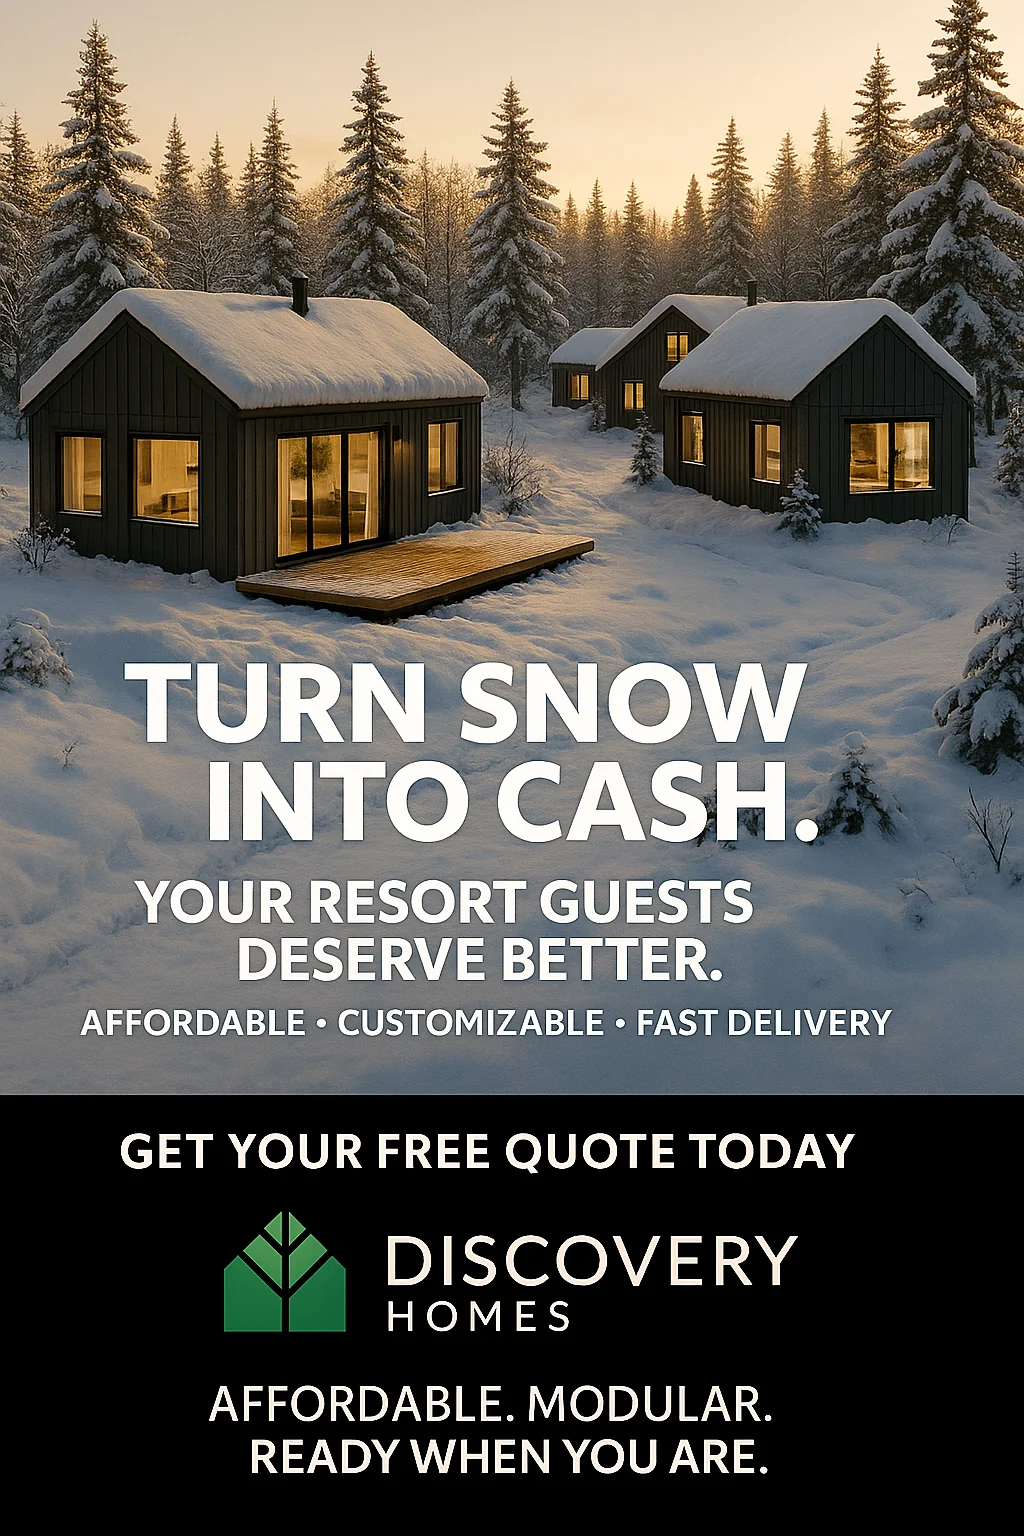 TURN SNOW
INTO CASH.
YOUR RESORT GUESTS
DESERVE BETTER.
AFFORDABLE • CUSTOMIZABLE • FAST DELIVERY
GET YOUR FREE QUOTE TODAY
DISCOVERY
HOMES
AFFORDABLE. MODULAR.
READY WHEN YOU ARE.